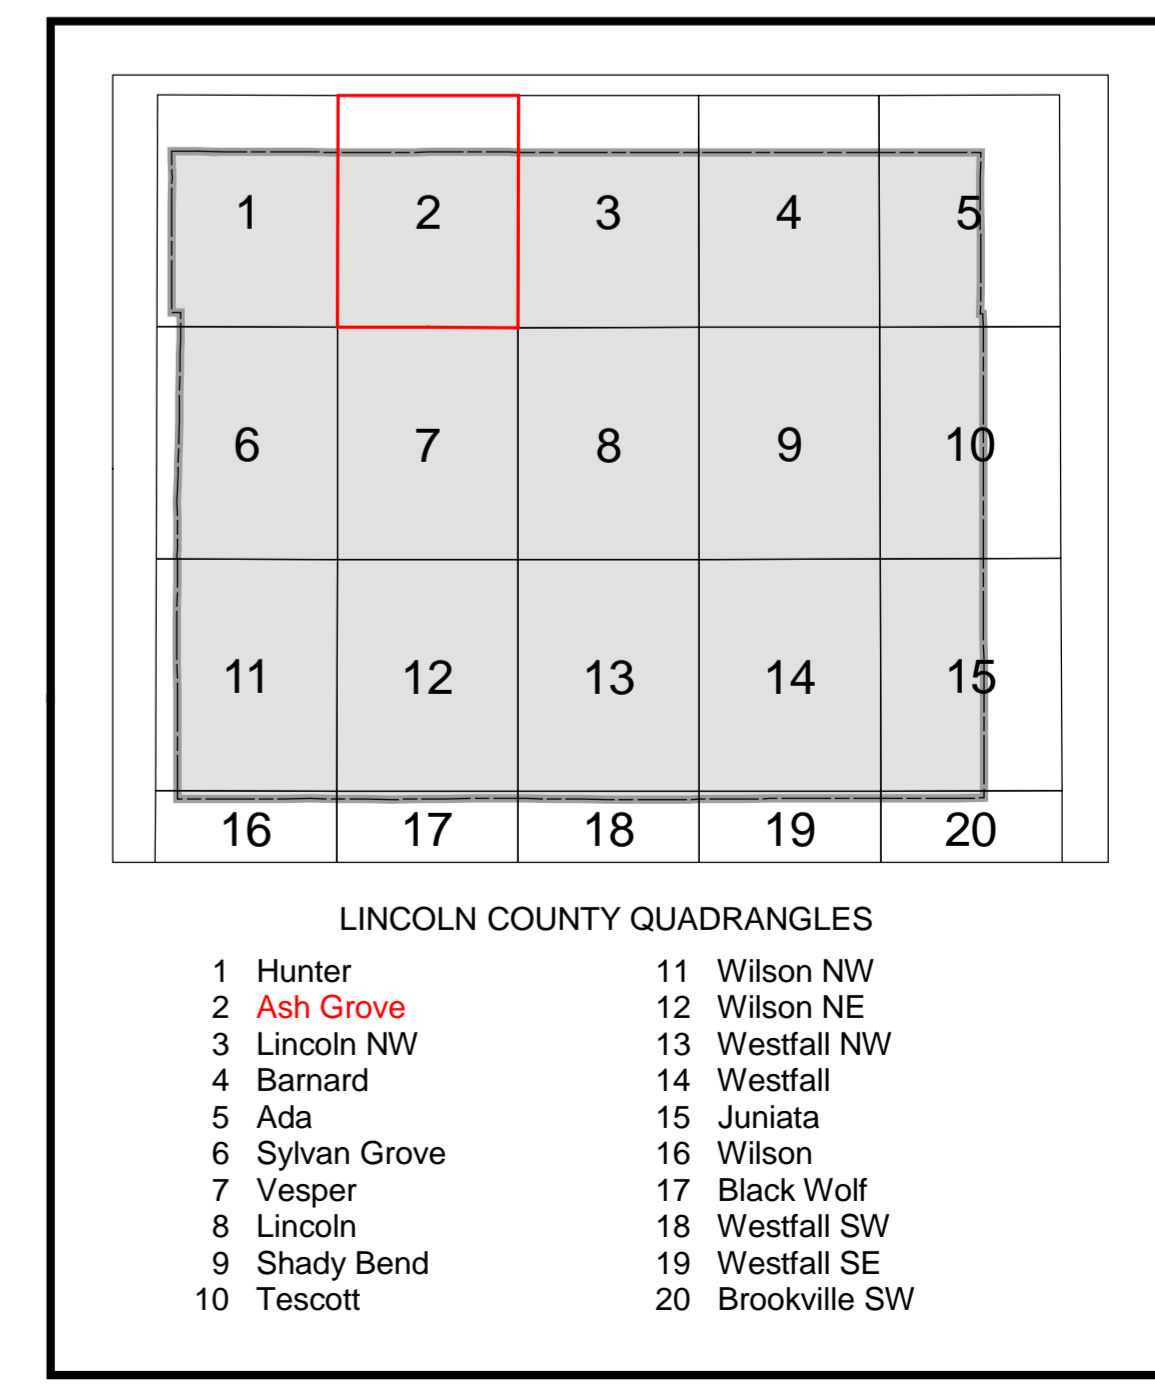 1 2 3 4 5
6 7 8 9 10
11 12 13 14 15
16 17 18 19 20
LINCOLN COUNTY QUADRANGLES
1 Hunter
2 Ash Grove
3 Lincoln NW
4 Barnard
5 Ada
6 Sylvan Grove
7 Vesper
8 Lincoln
9 Shady Bend
10 Tescott
11 Wilson NW
12 Wilson NE
13 Westfall NW
14 Westfall
15 Juniata
16 Wilson
17 Black Wolf
18 Westfall SW
19 Westfall SE
20 Brookville SW